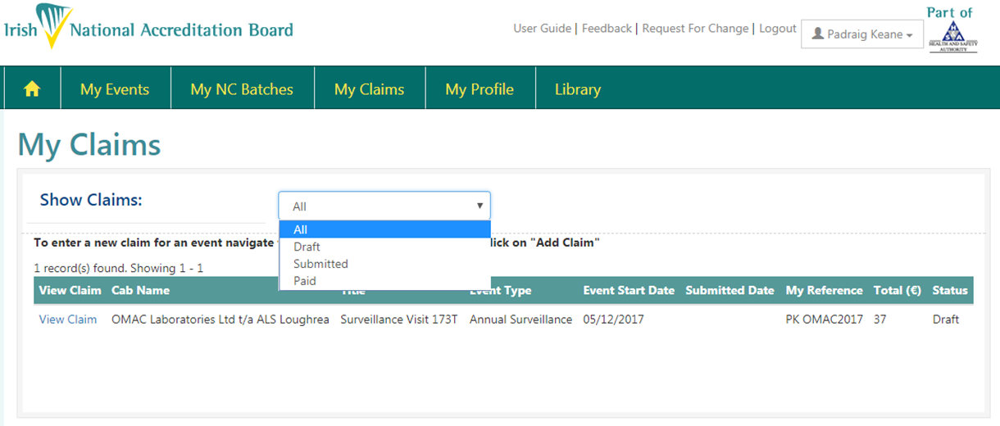 Irish National Accreditation Board
User Guide | Feedback | Request For Change | Logout
Padraig Keane
Part of
HSA
HEALTH AND SAFETY
AUTHORITY
My Events
My NC Batches
My Claims
My Profile
Library
My Claims
Show Claims:
All
All
Draft
Submitted
Paid
To enter a new claim for an event navigate lick on "Add Claim"
1 record(s) found. Showing 1 - 1
View Claim Cab Name Title Event Type Event Start Date Submitted Date My Reference Total (€) Status
View Claim OMAC Laboratories Ltd t/a ALS Loughrea Surveillance Visit 173T Annual Surveillance 05/12/2017 PK OMAC2017 37 Draft